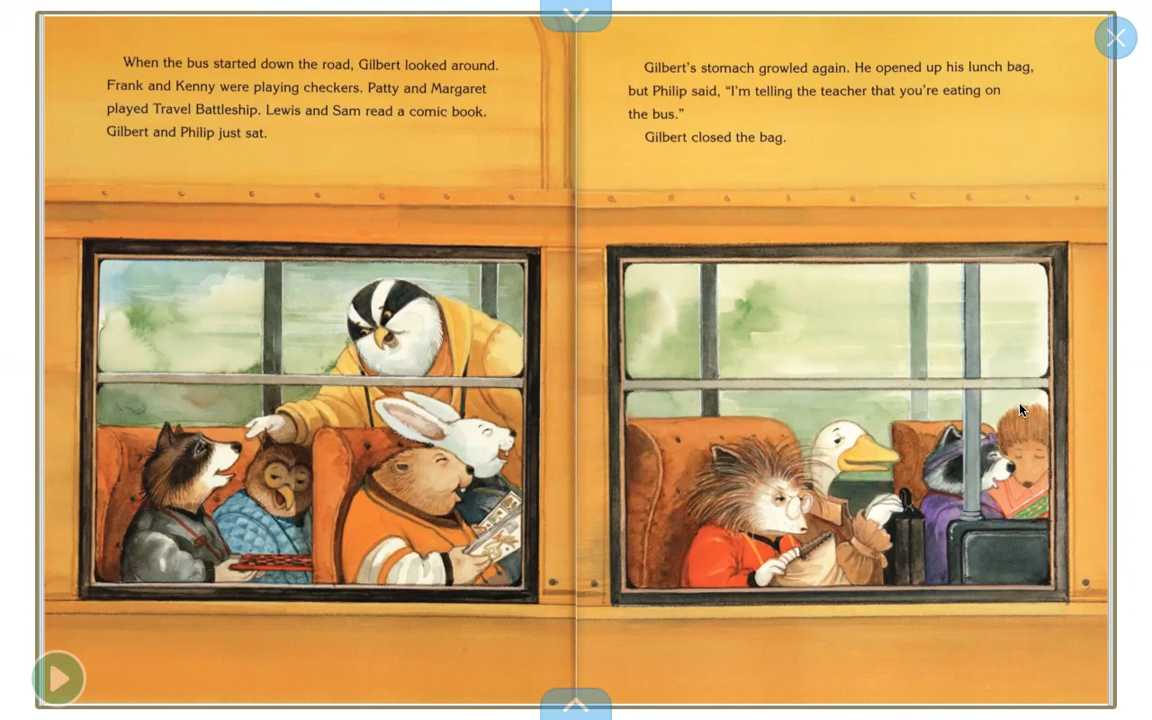 When the bus started down the road, Gilbert looked around.
Frank and Kenny were playing checkers. Patty and Margaret
played Travel Battleship. Lewis and Sam read a comic book.
Gilbert and Philip just sat.
Gilbert's stomach growled again. He opened up his lunch bag,
but Philip said, “I'm telling the teacher that you're eating on
the bus.”
Gilbert closed the bag.